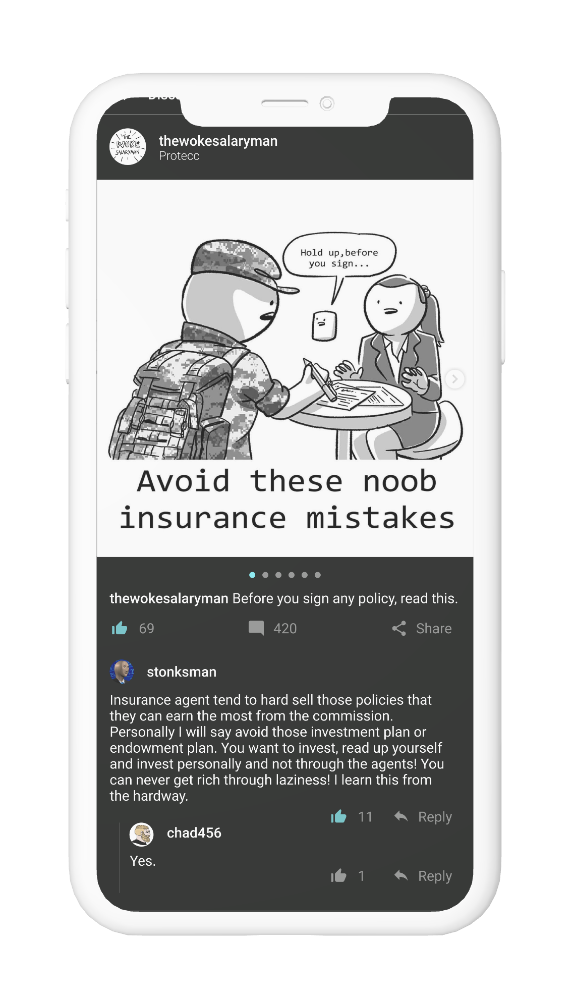 THE
WOKE
SALARYMAN
thewokesalaryman
Protecc
Hold up,before
you sign...
Avoid these noob
insurance mistakes
thewokesalaryman Before you sign any policy, read this.
69 420 Share
stonksman
Insurance agent tend to hard sell those policies that
they can earn the most from the commission.
Personally I will say avoid those investment plan or
endowment plan. You want to invest, read up yourself
and invest personally and not through the agents! You
can never get rich through laziness! I learn this from
the hardway.
11 Reply
chad456
Yes.
1 Reply